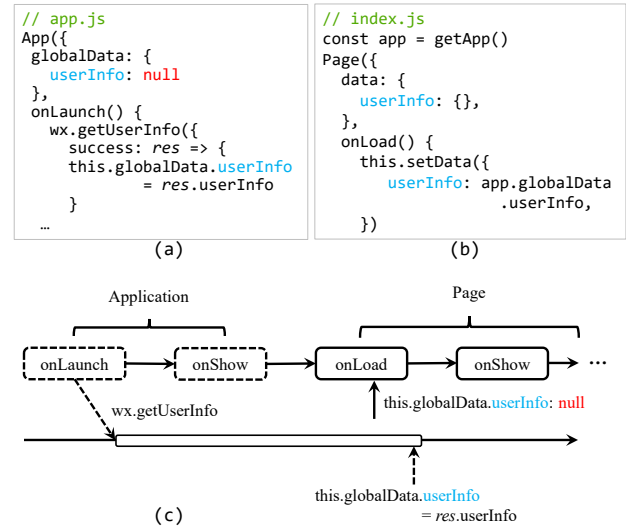 // app.js
App({
globalData: {
userInfo: null
},
onLaunch() {
wx.getUserInfo({
success: res => {
this.globalData.userInfo
= res.userInfo
}
…
(a)
// index.js
const app = getApp()
Page({
data: {
userInfo: {},
},
onLoad() {
this.setData({
userInfo: app.globalData
.userInfo,
})
(b)
Application
Page
onLaunch
onShow
onLoad
onShow
…
wx.getUserInfo
this.globalData.userInfo: null
this.globalData.userInfo
= res.userInfo
(c)